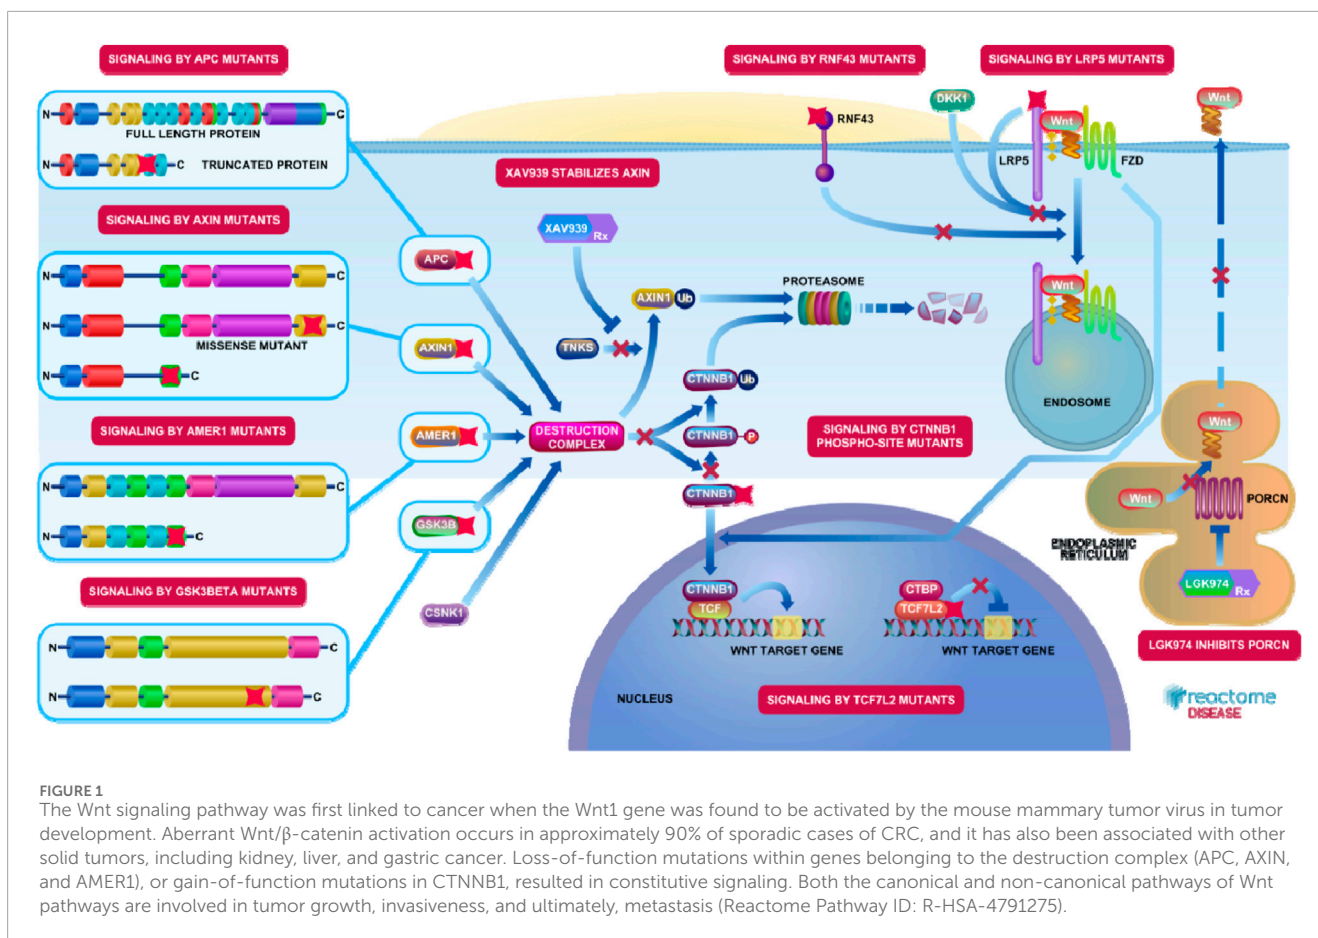 SIGNALING BY APC MUTANTS
N
C
FULL LENGTH PROTEIN
N
C
TRUNCATED PROTEIN
SIGNALING BY AXIN MUTANTS
N
C
N
C
MISSENSE MUTANT
N
C
SIGNALING BY AMER1 MUTANTS
N
C
N
C
SIGNALING BY GSK3BETA MUTANTS
N
C
N
C
APC
AXIN1
AMER1
GSK3B
CSNK1
DESTRUCTION
COMPLEX
XAV939 STABILIZES AXIN
XAV939
Rx
TNKS
AXIN1
Ub
PROTEASOME
CTNNB1
Ub
CTNNB1
P
CTNNB1
SIGNALING BY CTNNB1
PHOSPHO-SITE MUTANTS
SIGNALING BY RNF43 MUTANTS
RNF43
SIGNALING BY LRP5 MUTANTS
DKK1
Wnt
LRP5
FZD
Wnt
ENDOSOME
Wnt
Wnt
Wnt
PORCN
ENDOPLASMIC
RETICULUM
LGK974
Rx
LGK974 INHIBITS PORCN
CTNNB1
TCF
WNT TARGET GENE
CTBP
TCF7L2
WNT TARGET GENE
NUCLEUS
SIGNALING BY TCF7L2 MUTANTS
reactome
DISEASE
FIGURE 1
The Wnt signaling pathway was first linked to cancer when the Wnt1 gene was found to be activated by the mouse mammary tumor virus in tumor
development. Aberrant Wnt/β-catenin activation occurs in approximately 90% of sporadic cases of CRC, and it has also been associated with other
solid tumors, including kidney, liver, and gastric cancer. Loss-of-function mutations within genes belonging to the destruction complex (APC, AXIN,
and AMER1), or gain-of-function mutations in CTNNB1, resulted in constitutive signaling. Both the canonical and non-canonical pathways of Wnt
pathways are involved in tumor growth, invasiveness, and ultimately, metastasis (Reactome Pathway ID: R-HSA-4791275).